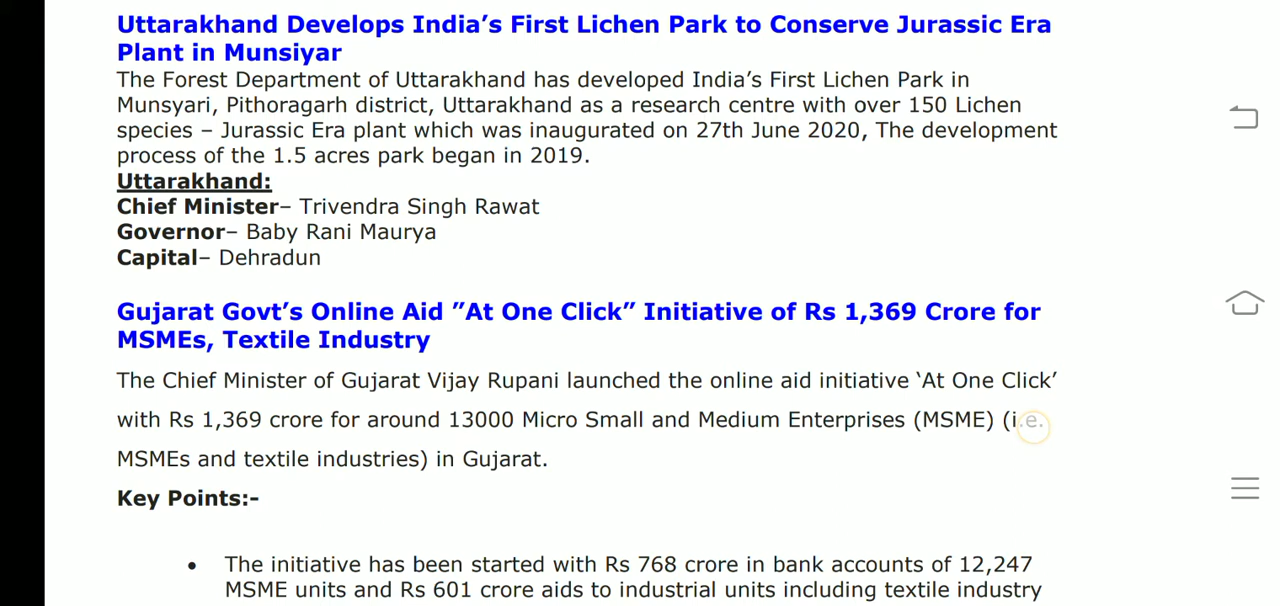 Uttarakhand Develops India's First Lichen Park to Conserve Jurassic Era
Plant in Munsiyar
The Forest Department of Uttarakhand has developed India's First Lichen Park in
Munsyari, Pithoragarh district, Uttarakhand as a research centre with over 150 Lichen
species – Jurassic Era plant which was inaugurated on 27th June 2020, The development
process of the 1.5 acres park began in 2019.
Uttarakhand:
Chief Minister– Trivendra Singh Rawat
Governor– Baby Rani Maurya
Capital– Dehradun
Gujarat Govt's Online Aid ”At One Click” Initiative of Rs 1,369 Crore for
MSMEs, Textile Industry
The Chief Minister of Gujarat Vijay Rupani launched the online aid initiative ‘At One Click’
with Rs 1,369 crore for around 13000 Micro Small and Medium Enterprises (MSME) (i.e.
MSMEs and textile industries) in Gujarat.
Key Points:-
• The initiative has been started with Rs 768 crore in bank accounts of 12,247
MSME units and Rs 601 crore aids to industrial units including textile industry